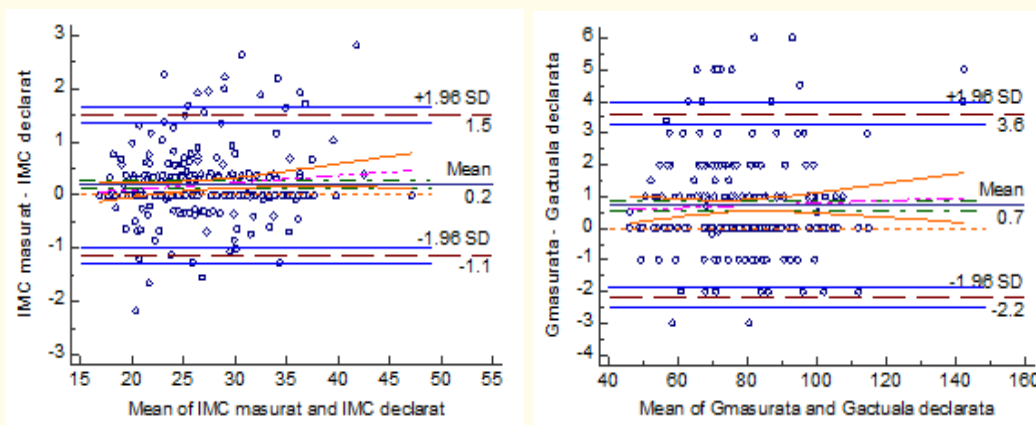 IMC masurat - IMC declarat
3
2
1
0
-1
-2
-3
+1.96 SD
1.5
Mean
0.2
-1.96 SD
-1.1
15 20 25 30 35 40 45 50 55
Mean of IMC masurat and IMC declarat
Gmasurata - Gactuala declarata
6
5
4
3
2
1
0
-1
-2
-3
-4
+1.96 SD
3.6
Mean
0.7
-1.96 SD
-2.2
40 60 80 100 120 140 160
Mean of Gmasurata and Gactuala declarata